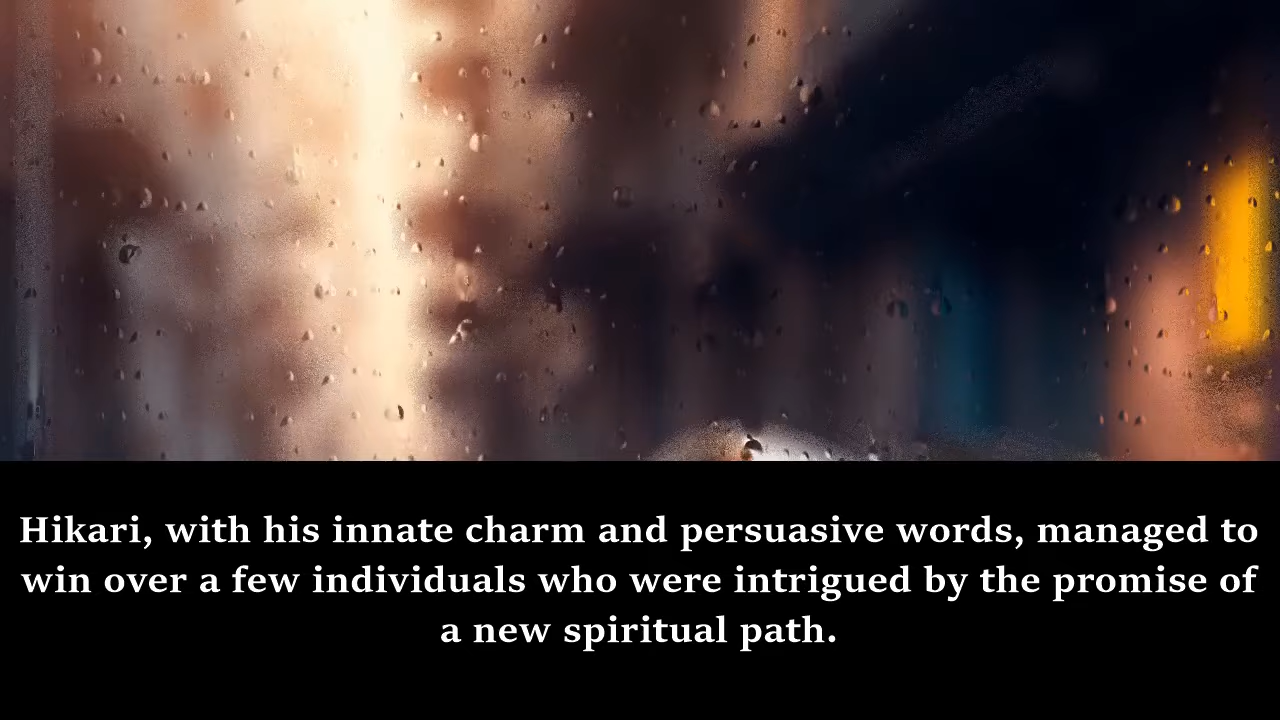 Hikari, with his innate charm and persuasive words, managed to
win over a few individuals who were intrigued by the promise of
a new spiritual path.